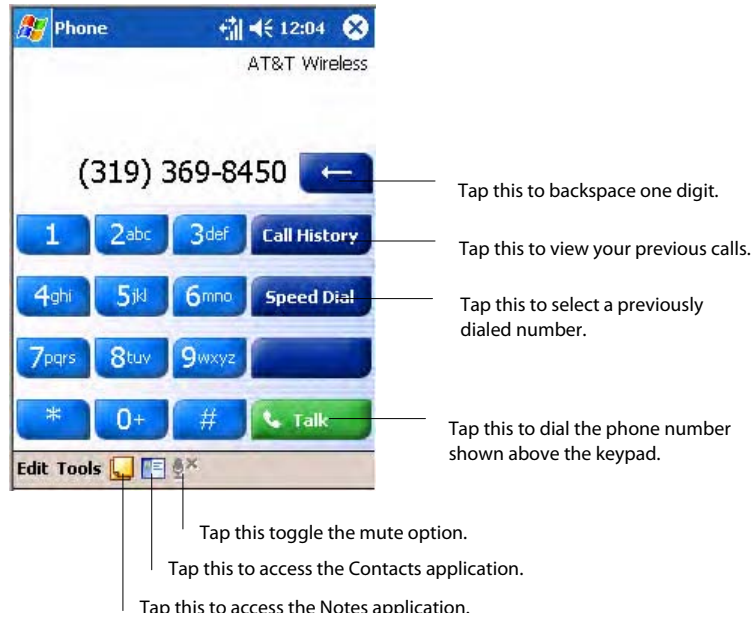 Phone 12:04
AT&T Wireless
(319) 369-8450
Tap this to backspace one digit.
1 2abc 3def Call History
Tap this to view your previous calls.
4ghi 5jkl 6mno Speed Dial
Tap this to select a previously
dialed number.
7pqrs 8tuv 9wxyz
* 0+ # Talk
Tap this to dial the phone number
shown above the keypad.
Edit Tools
Tap this toggle the mute option.
Tap this to access the Contacts application.
Tap this to access the Notes application.